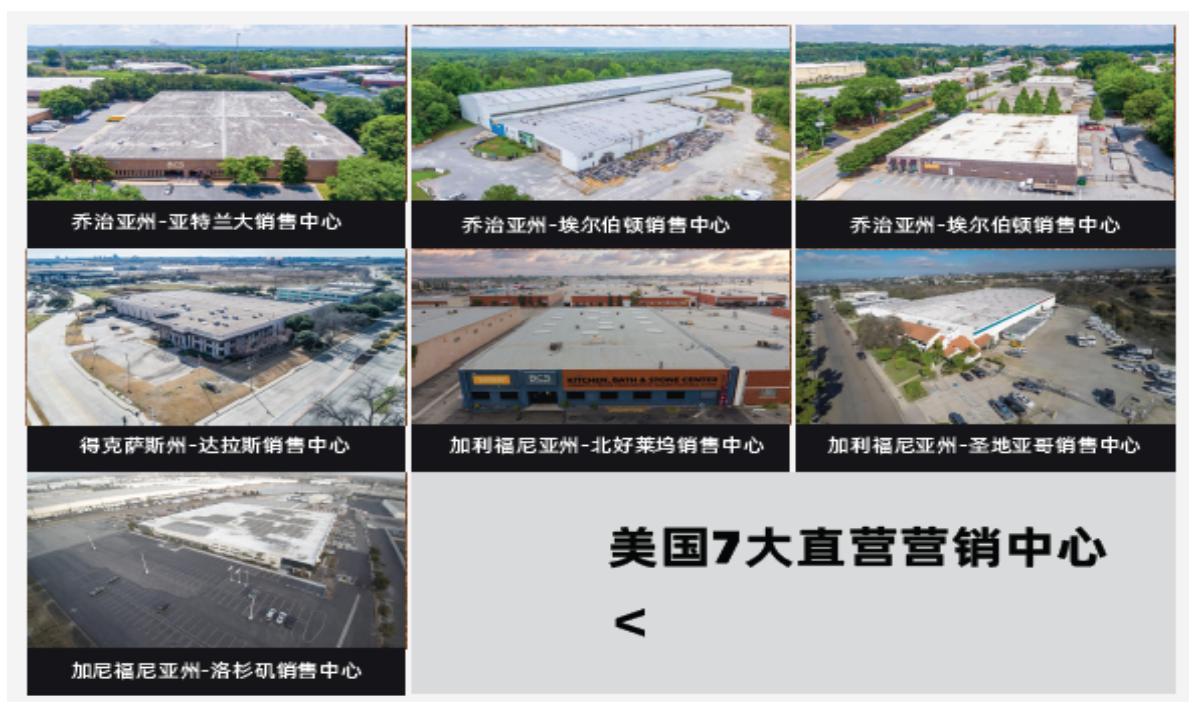 乔治亚州-亚特兰大销售中心
乔治亚州-埃尔伯顿销售中心
乔治亚州-埃尔伯顿销售中心
得克萨斯州-达拉斯销售中心
KITCHEN, BATH & STONE CENTER
加利福尼亚州-北好莱坞销售中心
加利福尼亚州-圣地亚哥销售中心
加尼福尼亚州-洛杉矶销售中心
美国7大直营营销中心
<